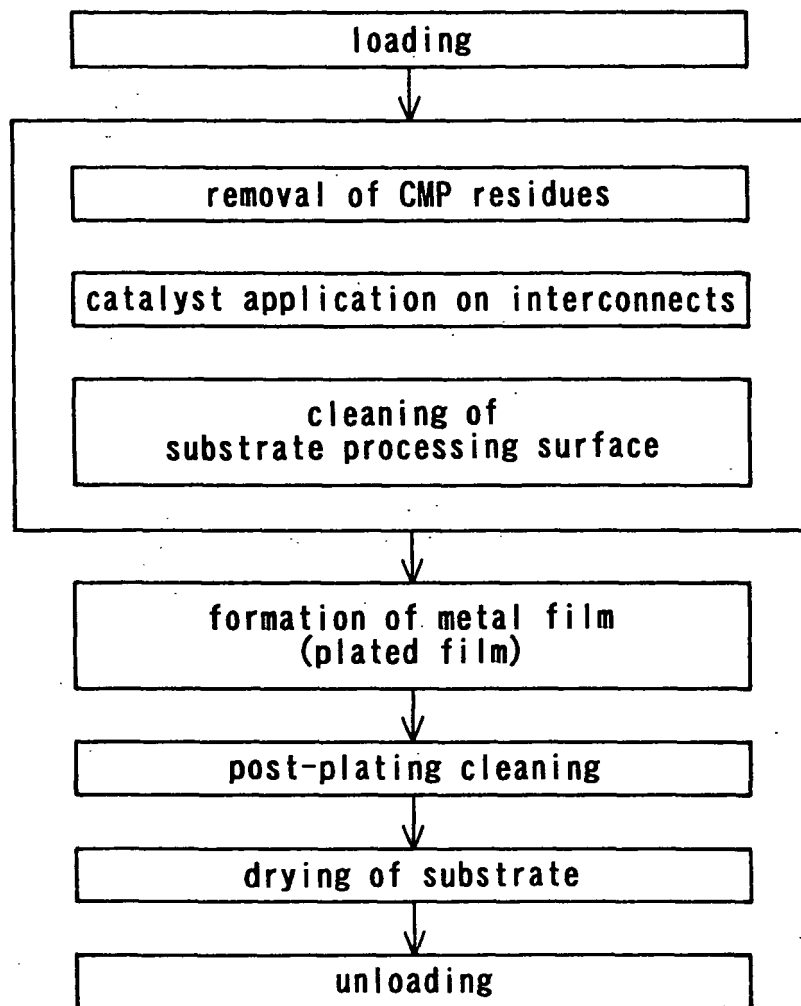 loading
removal of CMP residues
catalyst application on interconnects
cleaning of
substrate processing surface
formation of metal film
(plated film)
post-plating cleaning
drying of substrate
unloading